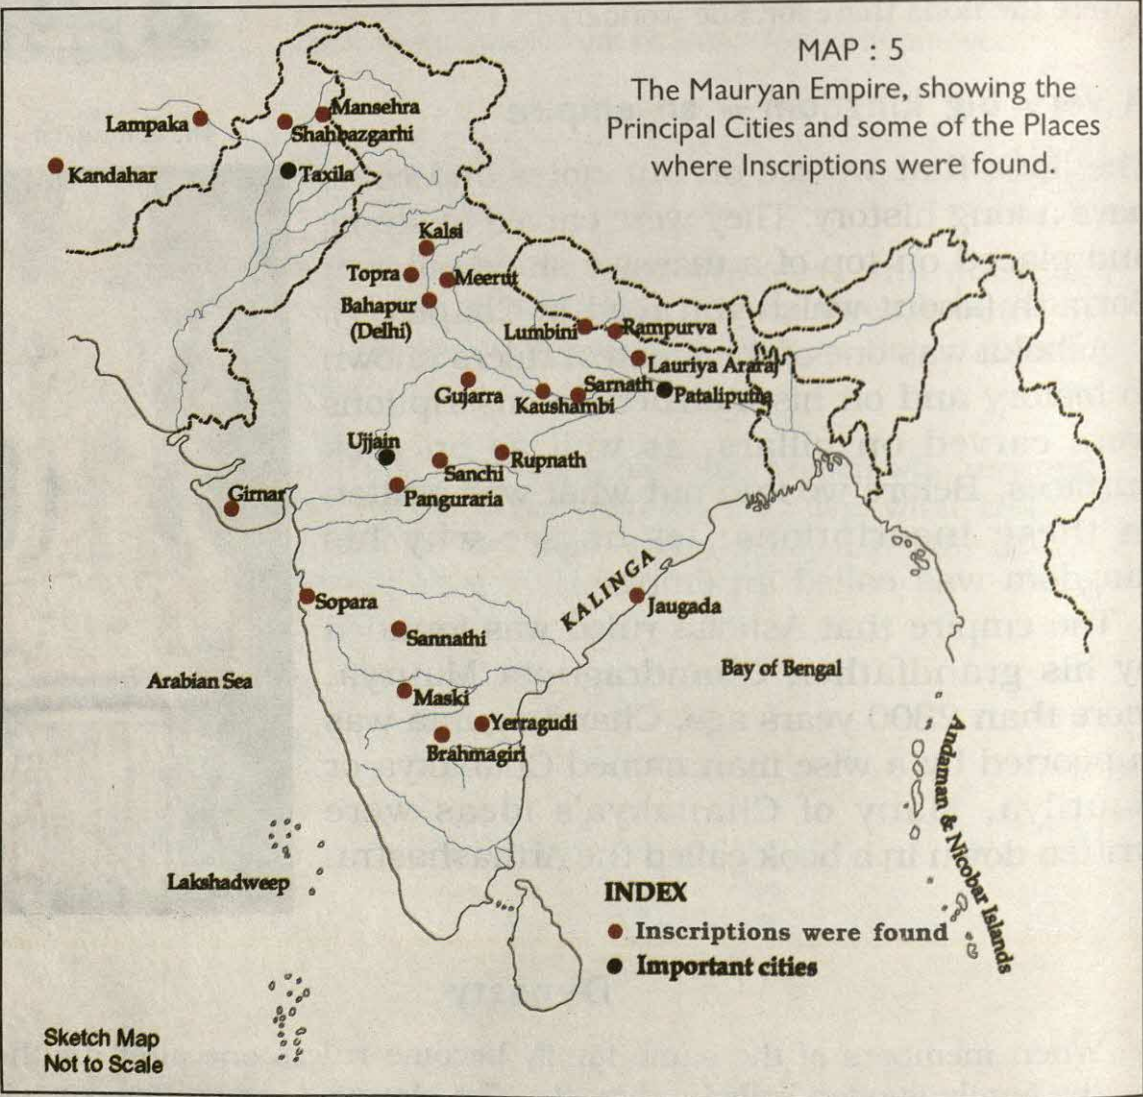 MAP : 5
The Mauryan Empire, showing the
Principal Cities and some of the Places
where Inscriptions were found.
Mansehra
Lampaka
Shahbazgarhi
Kandahar
Taxila
Kalsi
Topra
Meerut
Bahapur
(Delhi)
Lumbini
Rampurva
Lauriya Araraj
Sarnath
Pataliputra
Gujarra
Kaushambi
Ujjain
Rupnath
Sanchi
Girnar
Panguraria
KALINGA
Sopara
Jaugada
Sannathi
Bay of Bengal
Arabian Sea
Maski
Yerragudi
Brahmagiri
Andaman & Nicobar Islands
Lakshadweep
INDEX
Inscriptions were found
Important cities
Sketch Map
Not to Scale